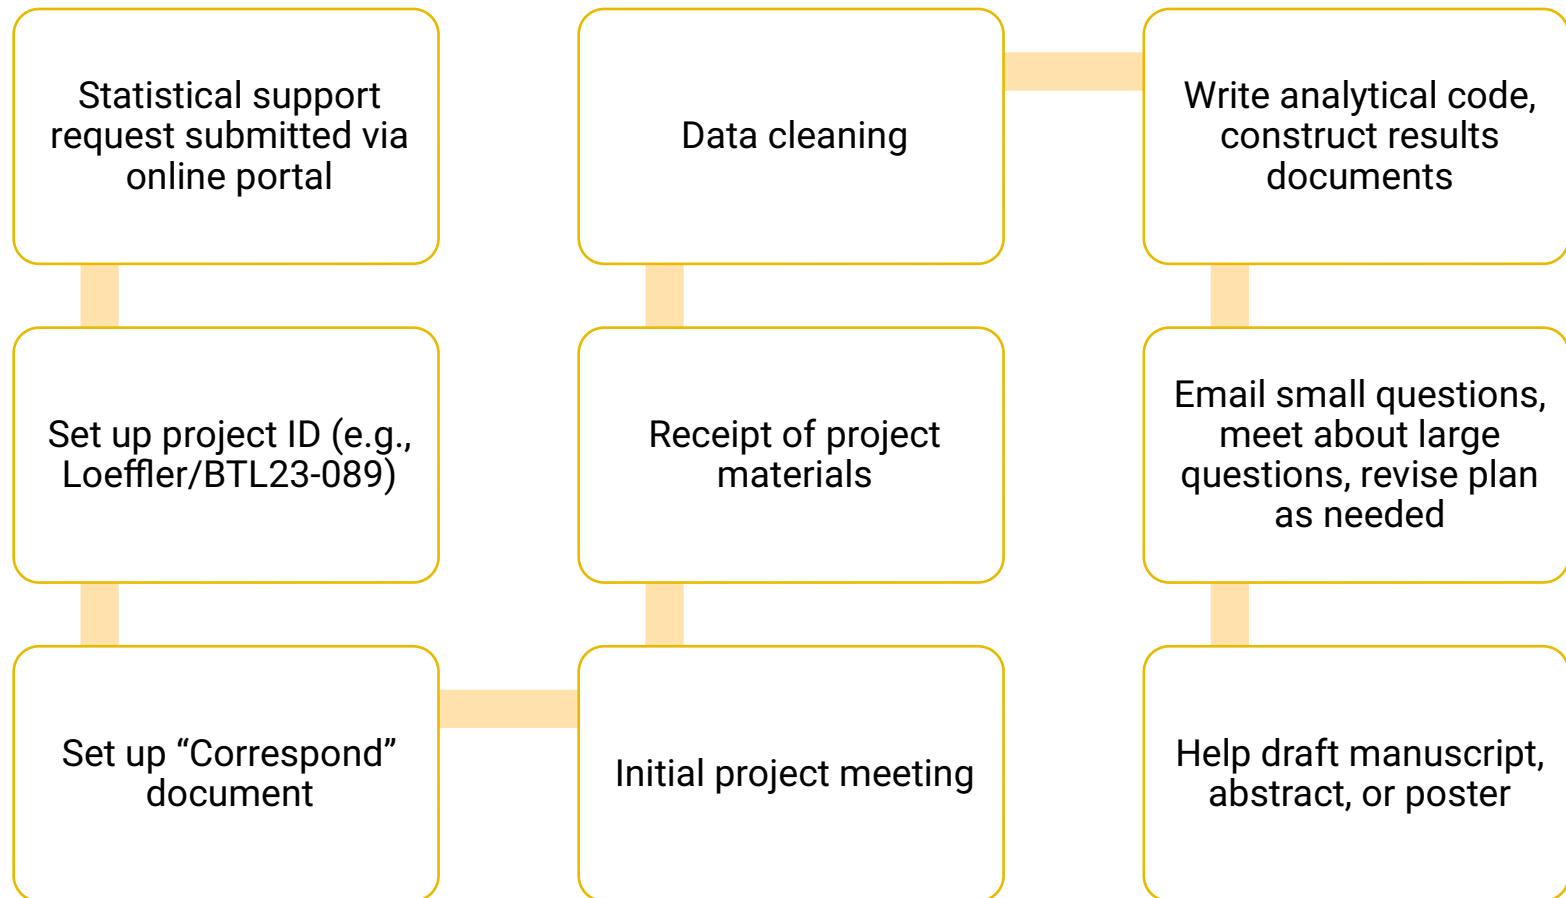 Statistical support
request submitted via
online portal
Set up project ID (e.g.,
Loeffler/BTL23-089)
Set up “Correspond”
document
Initial project meeting
Receipt of project
materials
Data cleaning
Write analytical code,
construct results
documents
Email small questions,
meet about large
questions, revise plan
as needed
Help draft manuscript,
abstract, or poster